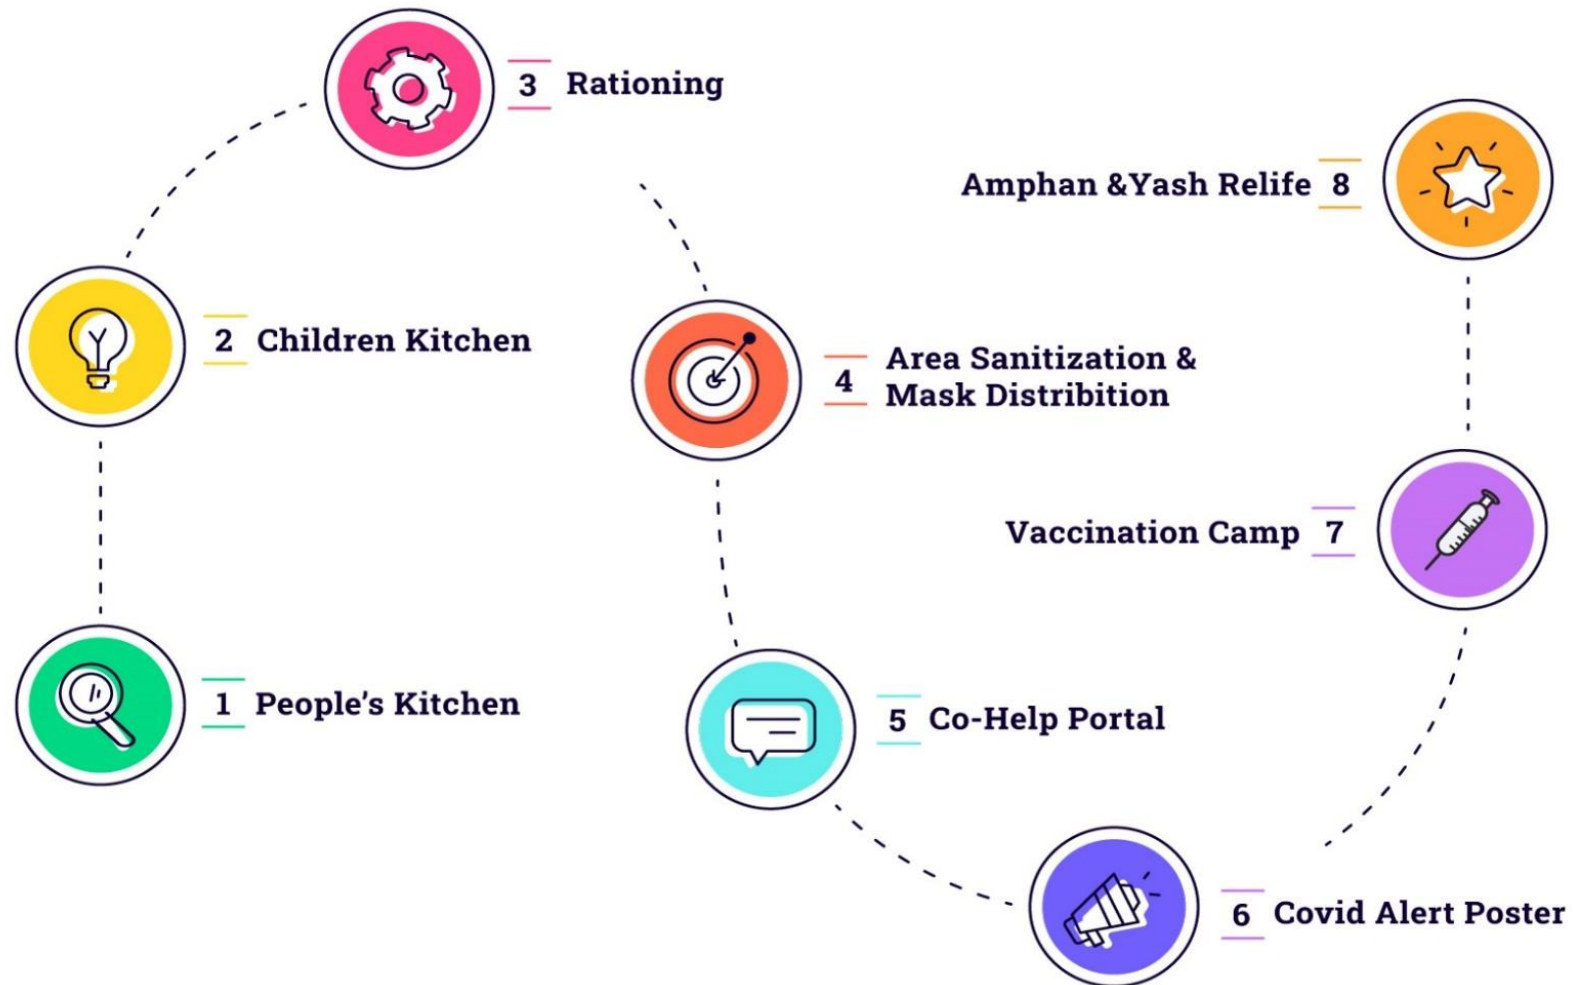 1 People's Kitchen
2 Children Kitchen
3 Rationing
4 Area Sanitization &
Mask Distribition
5 Co-Help Portal
6 Covid Alert Poster
Vaccination Camp 7
Amphan &Yash Relife 8